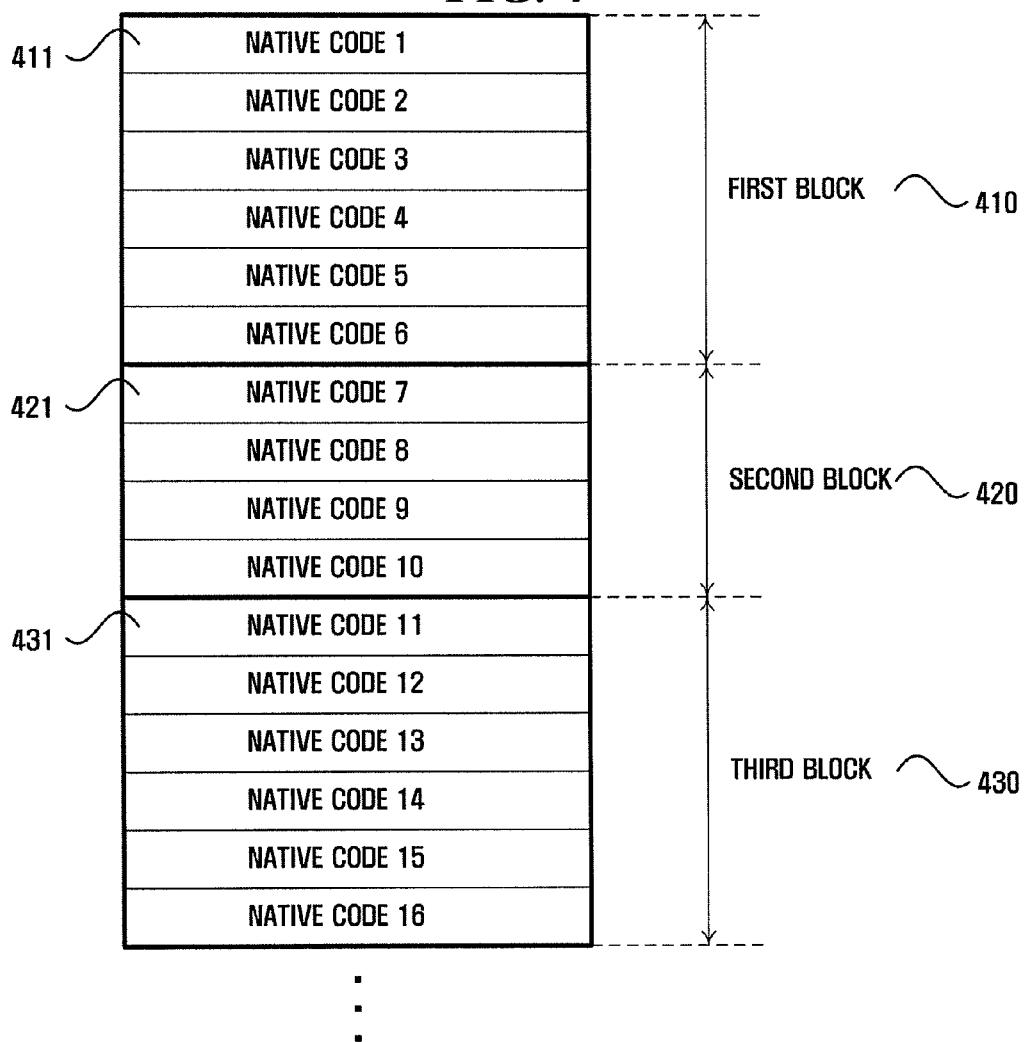 411
NATIVE CODE 1
NATIVE CODE 2
NATIVE CODE 3
NATIVE CODE 4
NATIVE CODE 5
NATIVE CODE 6
FIRST BLOCK
410
421
NATIVE CODE 7
NATIVE CODE 8
NATIVE CODE 9
NATIVE CODE 10
SECOND BLOCK
420
431
NATIVE CODE 11
NATIVE CODE 12
NATIVE CODE 13
NATIVE CODE 14
NATIVE CODE 15
NATIVE CODE 16
THIRD BLOCK
430